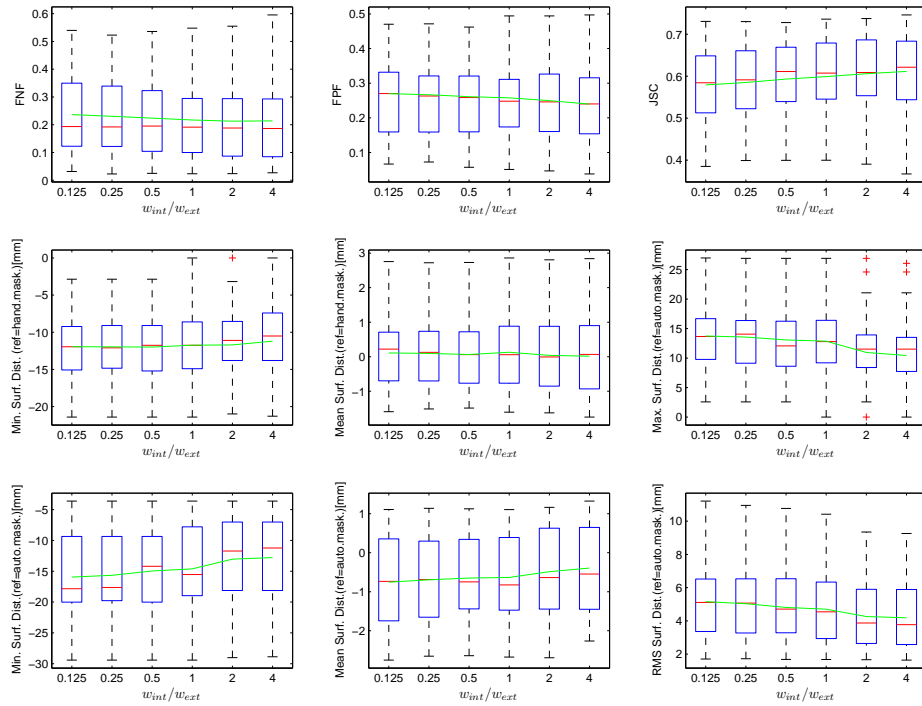 FNF
0.6
0.5
0.4
0.3
0.2
0.1
0
0.125 0.25 0.5 1 2 4
w_int/w_ext
FPF
0.6
0.5
0.4
0.3
0.2
0.1
0.125 0.25 0.5 1 2 4
w_int/w_ext
JSC
0.7
0.6
0.5
0.4
0.125 0.25 0.5 1 2 4
w_int/w_ext
Min. Surf. Dist.(ref=hand.mask.)[mm]
0
−5
−10
−15
−20
0.125 0.25 0.5 1 2 4
w_int/w_ext
Mean Surf. Dist.(ref=hand.mask.)[mm]
3
2
1
0
−1
0.125 0.25 0.5 1 2 4
w_int/w_ext
Max. Surf. Dist.(ref=auto.mask.)[mm]
25
20
15
10
5
0
0.125 0.25 0.5 1 2 4
w_int/w_ext
Min. Surf. Dist.(ref=auto.mask.)[mm]
−5
−10
−15
−20
−25
−30
0.125 0.25 0.5 1 2 4
w_int/w_ext
Mean Surf. Dist.(ref=auto.mask.)[mm]
1
0
−1
−2
0.125 0.25 0.5 1 2 4
w_int/w_ext
RMS Surf. Dist.(ref=auto.mask.)[mm]
10
8
6
4
2
0.125 0.25 0.5 1 2 4
w_int/w_ext